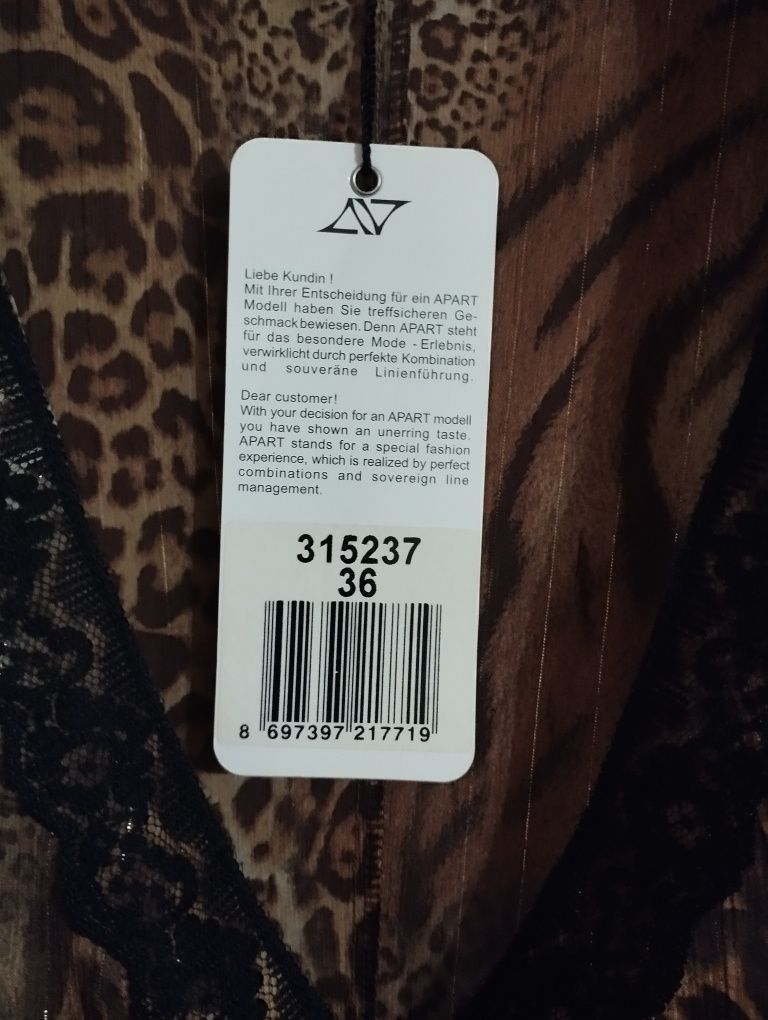 Liebe Kundin !
Mit Ihrer Entscheidung für ein APART
Modell haben Sie treffsicheren Ge-
schmack bewiesen. Denn APART steht
für das besondere Mode - Erlebnis,
verwirklicht durch perfekte Kombination
und souveräne Linienführung.
Dear customer!
With your decision for an APART modell
you have shown an unerring taste.
APART stands for a special fashion
experience, which is realized by perfect
combinations and sovereign line
management.
315237
36
8 697397 217719